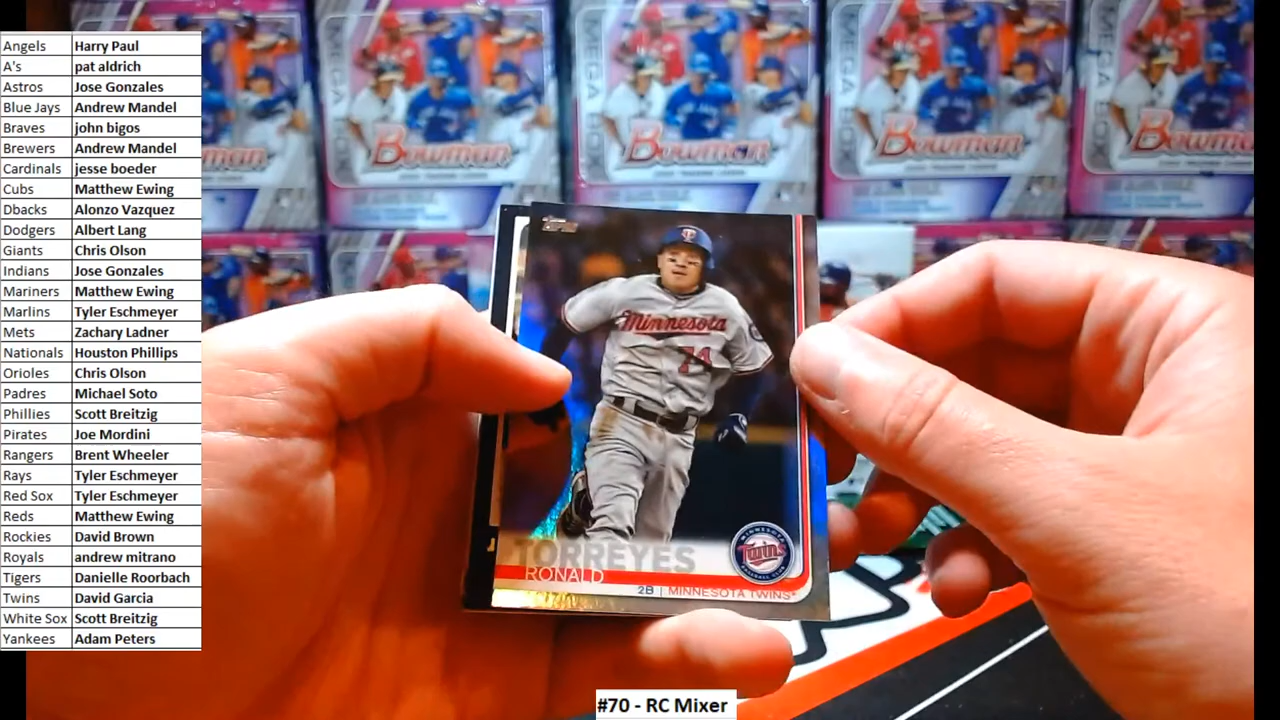 Angels Harry Paul
A's pat aldrich
Astros Jose Gonzales
Blue Jays Andrew Mandel
Braves john bigos
Brewers Andrew Mandel
Cardinals jesse boeder
Cubs Matthew Ewing
Dbacks Alonzo Vazquez
Dodgers Albert Lang
Giants Chris Olson
Indians Jose Gonzales
Mariners Matthew Ewing
Marlins Tyler Eschmeyer
Mets Zachary Ladner
Nationals Houston Phillips
Orioles Chris Olson
Padres Michael Soto
Phillies Scott Breitzig
Pirates Joe Mordini
Rangers Brent Wheeler
Rays Tyler Eschmeyer
Red Sox Tyler Eschmeyer
Reds Matthew Ewing
Rockies David Brown
Royals andrew mitrano
Tigers Danielle Roorbach
Twins David Garcia
White Sox Scott Breitzig
Yankees Adam Peters
MEGA BOX
Bowman
MEGA BOX
Bowman
MEGA BOX
Bowman
MEGA BOX
Bowman
Topps
Minnesota
74
TORREYES
RONALD
2B | MINNESOTA TWINS
Twins
#70 - RC Mixer